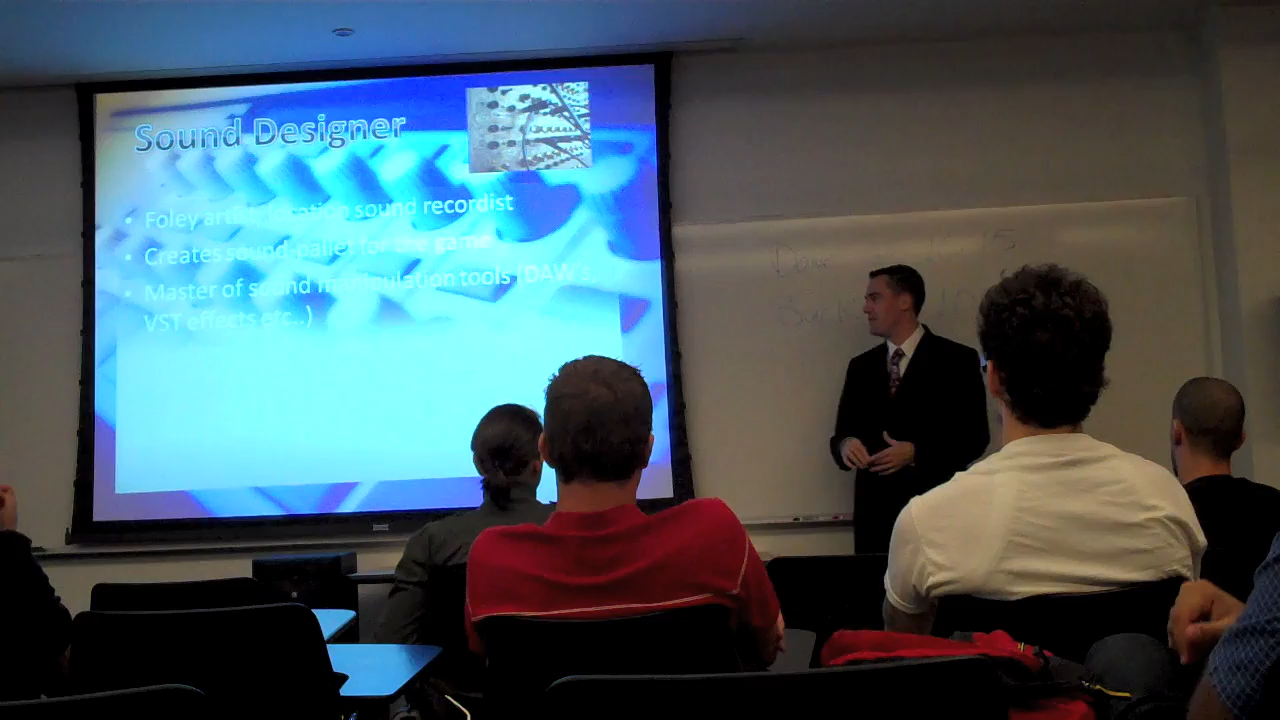 Sound Designer
• Foley artist, location sound recordist
• Creates sound pallet for the game
• Master of sound manipulation tools (DAW's,
VST effects etc..)